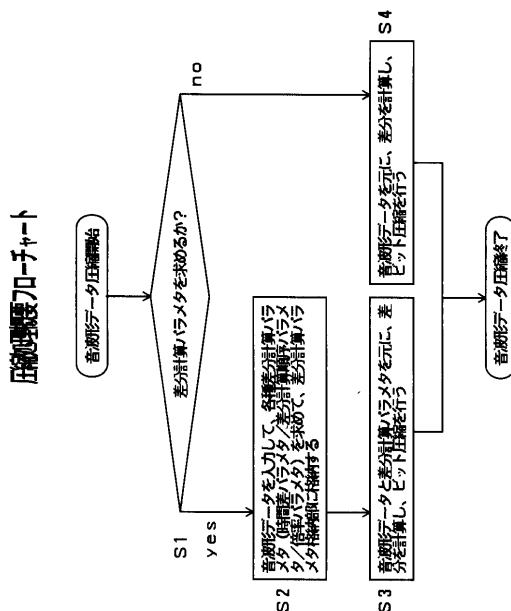 圧縮処理概要フローチャート
音波形データ圧縮開始
差分計算パラメタを求めるか?
S1
yes
no
S2
音波形データを入力して、各種差分計算パラ
メタ(時間差パラメタ/差分計算順序パラメ
タ/倍率パラメタ)を求めて、差分計算パラ
メタ格納部に格納する
S3
音波形データと差分計算パラメタを元に、差
分を計算し、ビット圧縮を行う
S4
音波形データを元に、差分を計算し、
ビット圧縮を行う
音波形データ圧縮終了